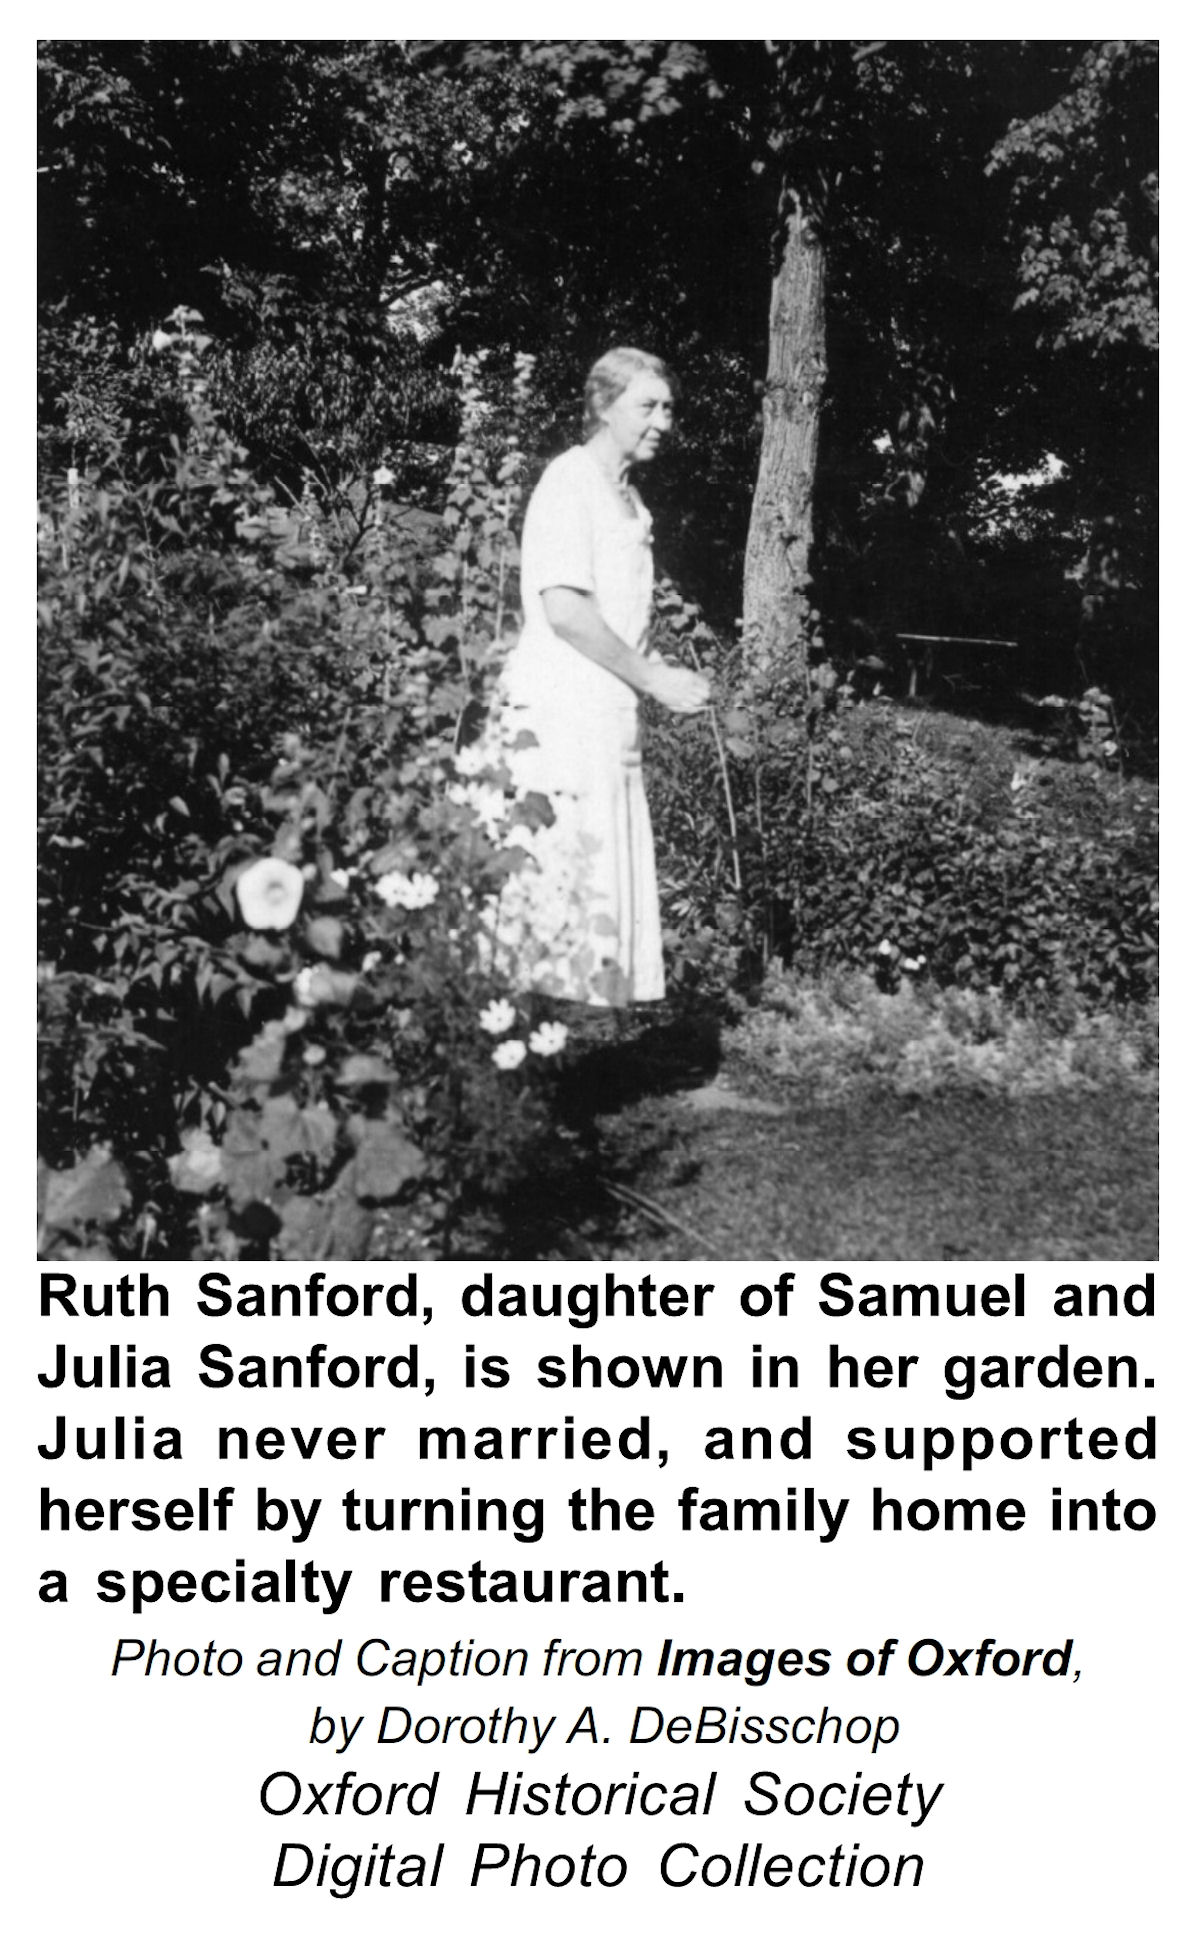 Ruth Sanford, daughter of Samuel and
Julia Sanford, is shown in her garden.
Julia never married, and supported
herself by turning the family home into
a specialty restaurant.
Photo and Caption from Images of Oxford,
by Dorothy A. DeBisschop
Oxford Historical Society
Digital Photo Collection